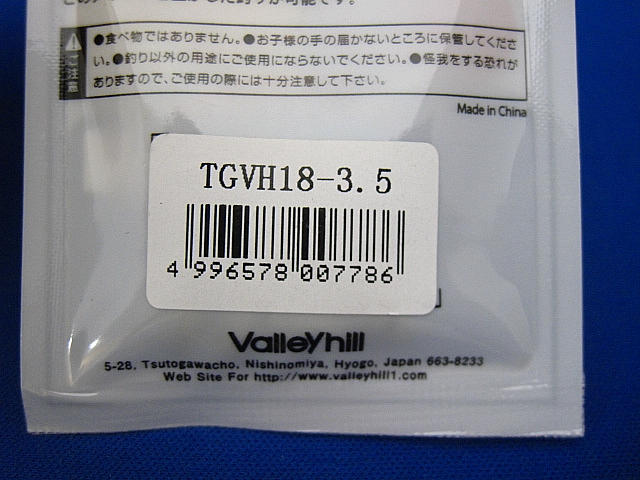 が可能です。
ご注意
●食べ物ではありません。●お子様の手の届かないところに保管してくださ
い。●釣り以外の用途にご使用にならないでください。●怪我をする恐れが
ありますので、ご使用の際には十分注意して下さい。
Made in China
TGVH18-3.5
4 996578 007786
Valleyhill
5-28, Tsutogawacho, Nishinomiya, Hyogo, Japan 663-8233
Web Site For http://www.valleyhill1.com